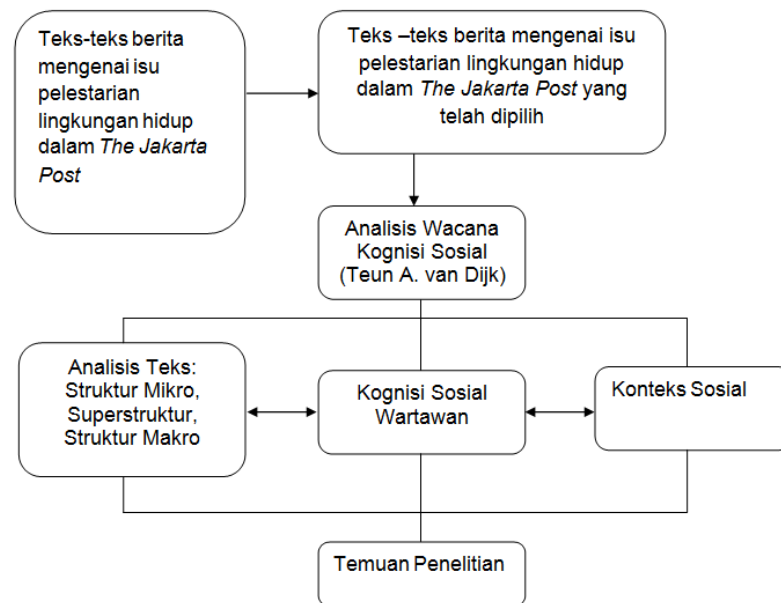 Teks-teks berita
mengenai isu
pelestarian
lingkungan hidup
dalam The Jakarta
Post
Teks –teks berita mengenai isu
pelestarian lingkungan hidup
dalam The Jakarta Post yang
telah dipilih
Analisis Wacana
Kognisi Sosial
(Teun A. van Dijk)
Analisis Teks:
Struktur Mikro,
Superstruktur,
Struktur Makro
Kognisi Sosial
Wartawan
Konteks Sosial
Temuan Penelitian